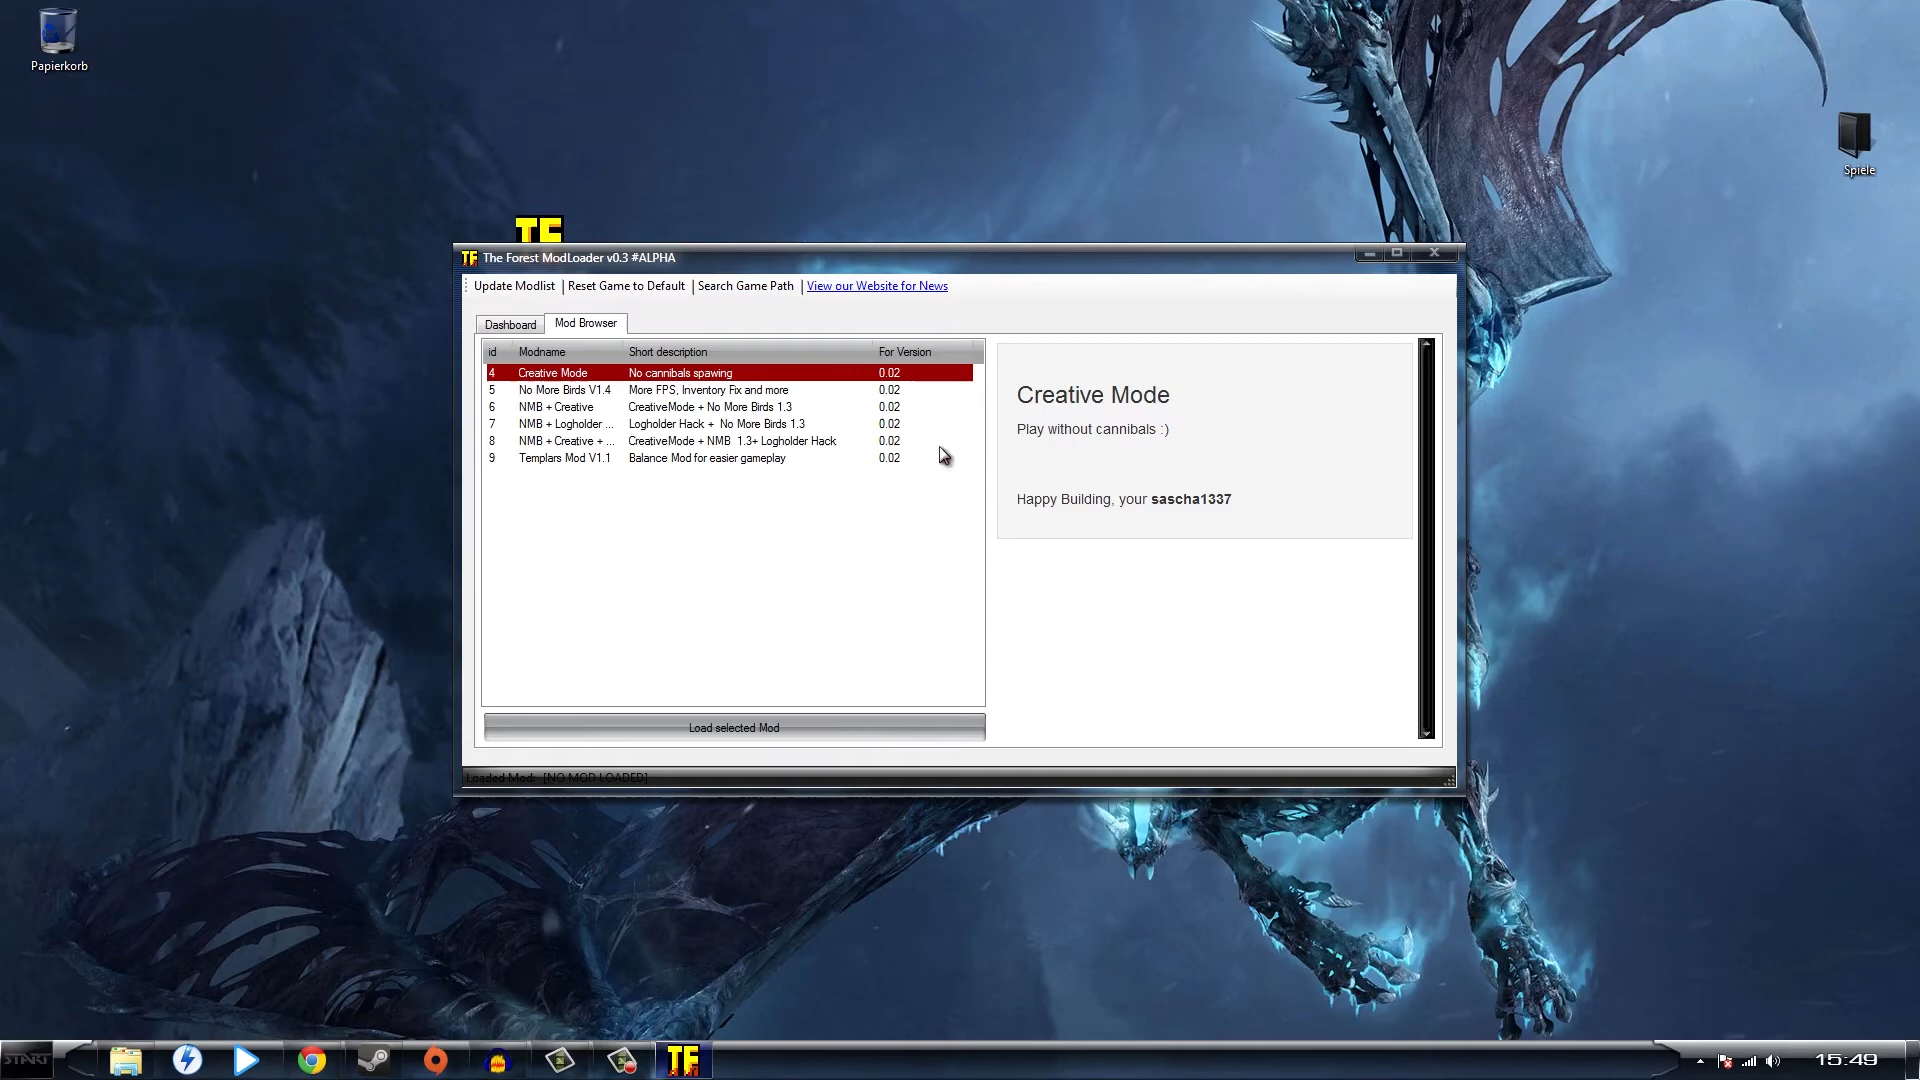 Papierkorb
Spiele
TF
TF The Forest ModLoader v0.3 #ALPHA
Update Modlist | Reset Game to Default | Search Game Path | View our Website for News
Dashboard Mod Browser
id Modname Short description For Version
4 Creative Mode No cannibals spawing 0.02
5 No More Birds V1.4 More FPS, Inventory Fix and more 0.02
6 NMB + Creative CreativeMode + No More Birds 1.3 0.02
7 NMB + Logholder ... Logholder Hack + No More Birds 1.3 0.02
8 NMB + Creative + ... CreativeMode + NMB 1.3+ Logholder Hack 0.02
9 Templars Mod V1.1 Balance Mod for easier gameplay 0.02
Creative Mode
Play without cannibals :)
Happy Building, your sascha1337
Load selected Mod
Loaded Mod: [NO MOD LOADED]
START
TF
15:49